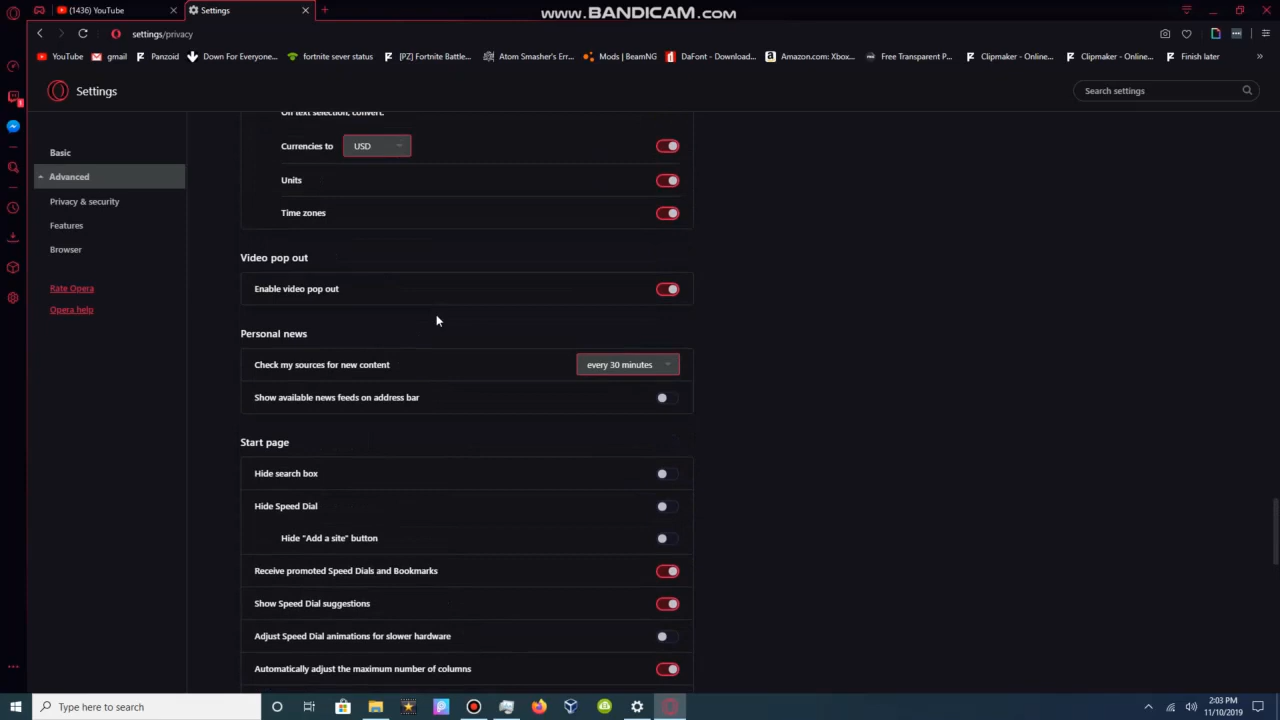 (1436) YouTube
Settings
www.BANDICAM.com
settings/privacy
YouTube
gmail
Panzoid
Down For Everyone...
fortnite sever status
[PZ] Fortnite Battle...
Atom Smasher's Err...
Mods | BeamNG
DaFont - Download...
Amazon.com: Xbox...
Free Transparent P...
Clipmaker - Online...
Clipmaker - Online...
Finish later
Settings
Search settings
Basic
Advanced
Privacy & security
Features
Browser
Rate Opera
Opera help
On text selection, convert:
Currencies to
USD
Units
Time zones
Video pop out
Enable video pop out
Personal news
Check my sources for new content
every 30 minutes
Show available news feeds on address bar
Start page
Hide search box
Hide Speed Dial
Hide "Add a site" button
Receive promoted Speed Dials and Bookmarks
Show Speed Dial suggestions
Adjust Speed Dial animations for slower hardware
Automatically adjust the maximum number of columns
Type here to search
2:03 PM
11/10/2019